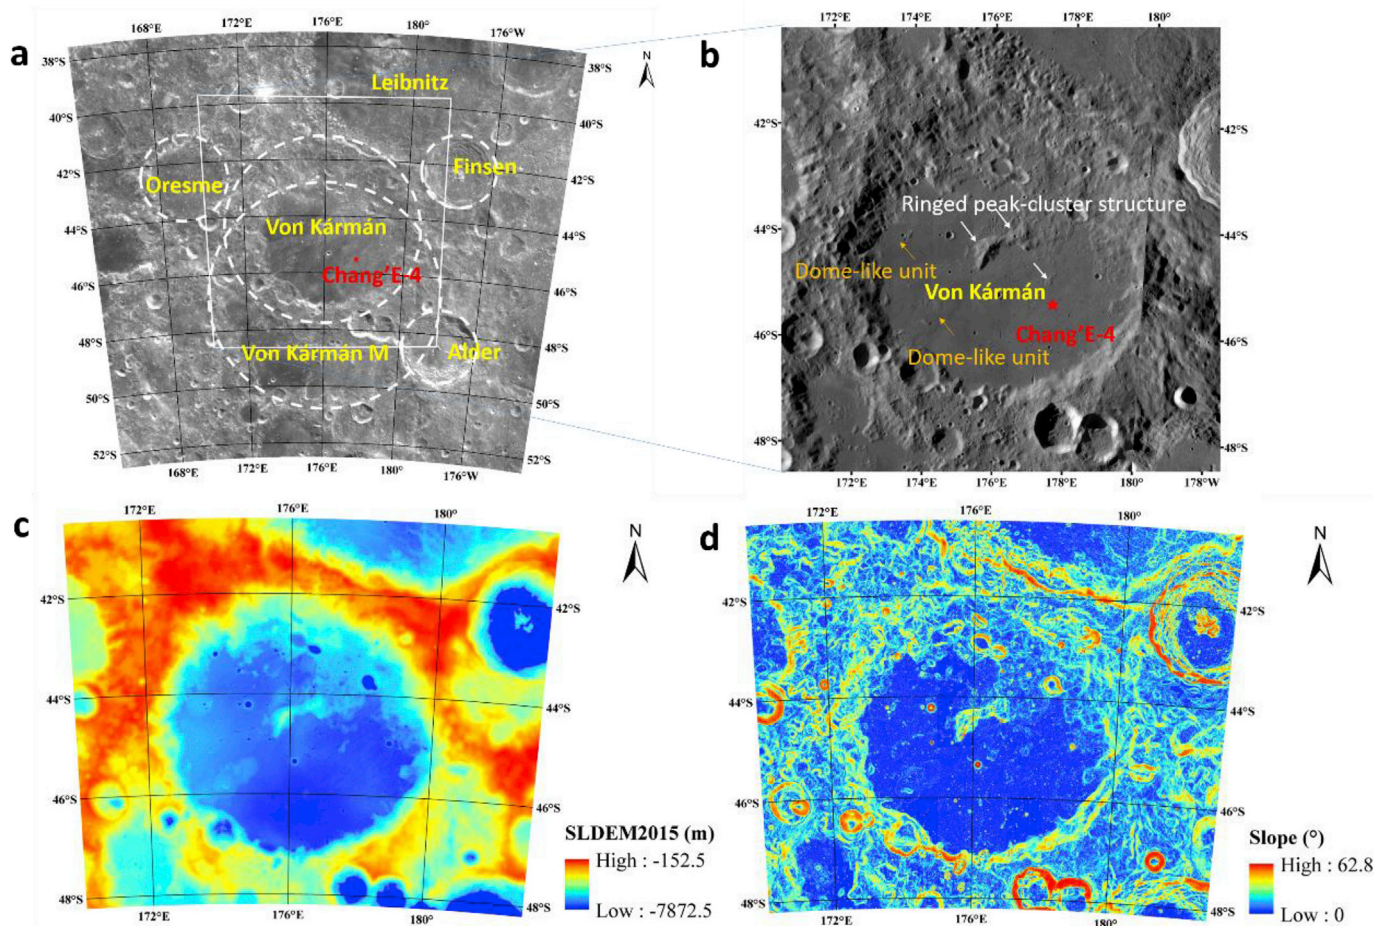 a
172°E 176°E 180° 176°W
168°E
N
38°S 38°S
40°S 40°S
42°S 42°S
44°S 44°S
46°S 46°S
48°S 48°S
50°S 50°S
52°S 52°S
168°E 172°E 176°E 180° 176°W
Leibnitz
Oresme
Finsen
Von Kármán
Chang'E-4
Von Kármán M
Alder
b
172°E 174°E 176°E 178°E 180°
N
42°S 42°S
44°S 44°S
46°S 46°S
48°S 48°S
172°E 174°E 176°E 178°E 180° 178°W
Ringed peak-cluster structure
Dome-like unit
Von Kármán
Chang'E-4
Dome-like unit
c
172°E 176°E 180°
N
42°S 42°S
44°S 44°S
46°S 46°S
48°S 48°S
172°E 176°E 180°
SLDEM2015 (m)
High : -152.5
Low : -7872.5
d
172°E 176°E 180°
N
42°S 42°S
44°S 44°S
46°S 46°S
48°S 48°S
172°E 176°E 180°
Slope (°)
High : 62.8
Low : 0